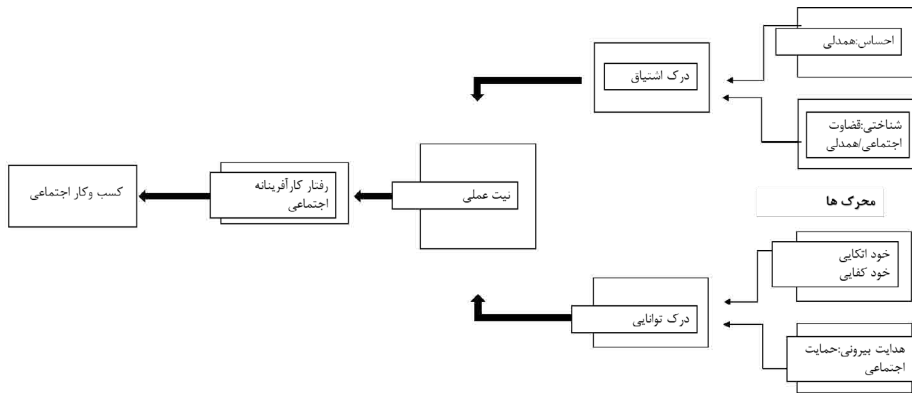 احساس:همدلی
درک اشتیاق
شناختی:قضاوت
اجتماعی/همدلی
محرک ها
نیت عملی
رفتار کارآفرینانه
اجتماعی
کسب وکار اجتماعی
خود اتکایی
خود کفایی
درک توانایی
هدایت بیرونی:حمایت
اجتماعی